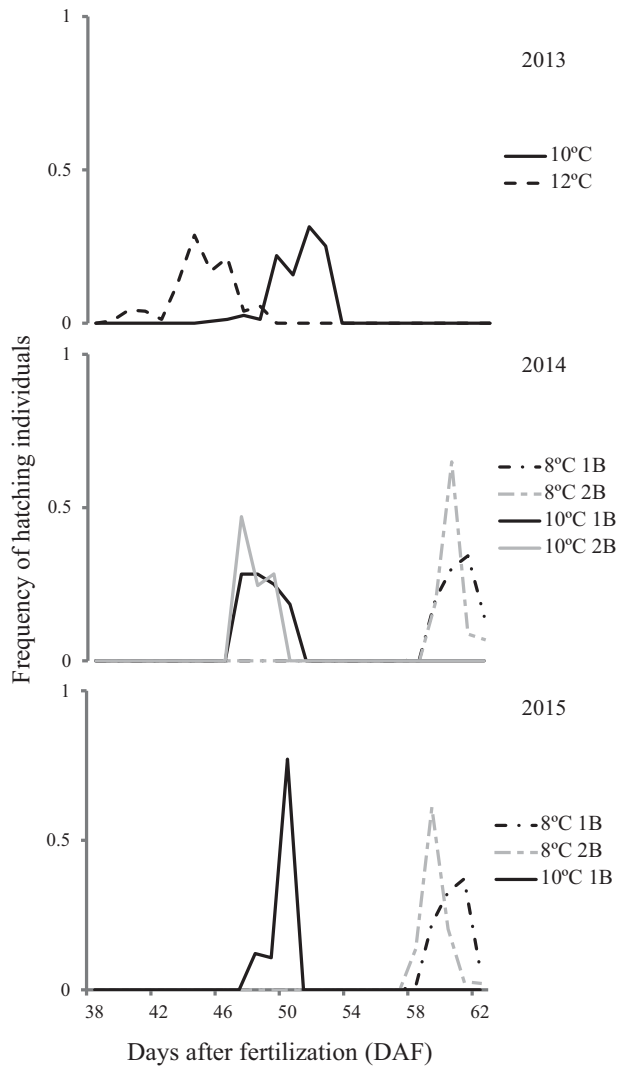 1
2013
0.5
10ºC
12ºC
0
1
2014
8ºC 1B
8ºC 2B
0.5
10ºC 1B
10ºC 2B
0
Frequency of hatching individuals
1
2015
8ºC 1B
0.5
8ºC 2B
10ºC 1B
0
38 42 46 50 54 58 62
Days after fertilization (DAF)